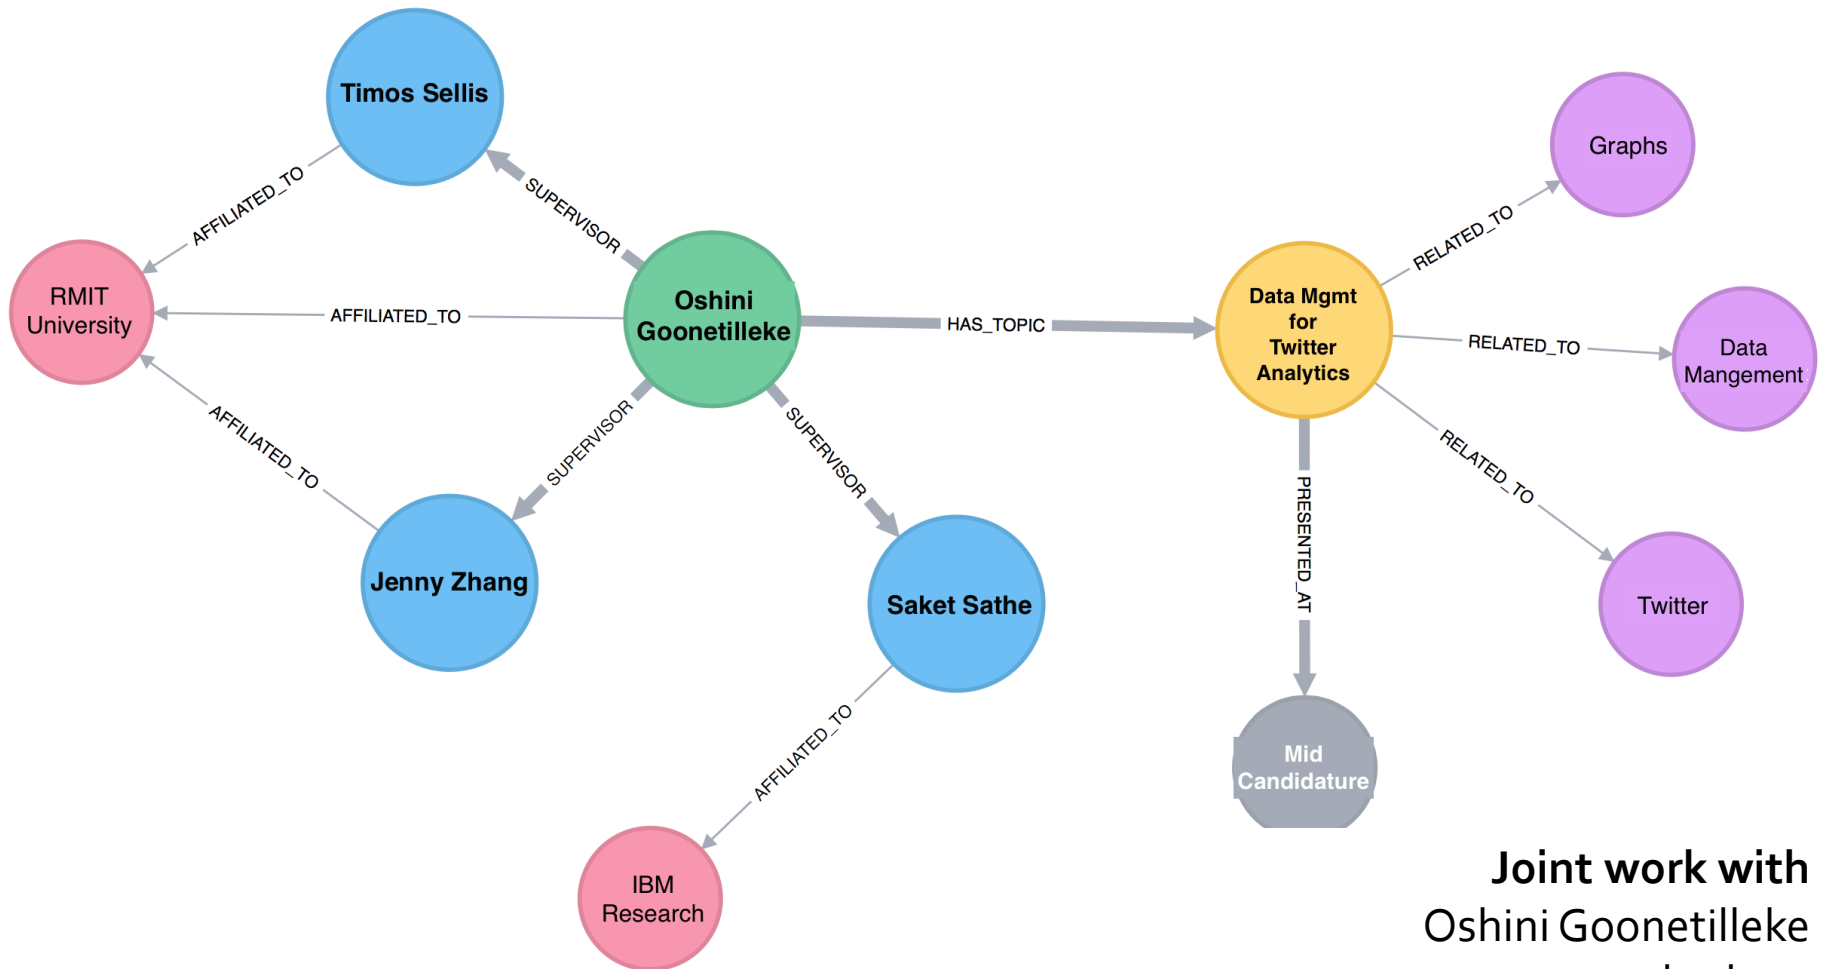 Timos Sellis
Graphs
AFFILIATED_TO
SUPERVISOR
RELATED_TO
RMIT
University
AFFILIATED_TO
Oshini
Goonetilleke
HAS_TOPIC
Data Mgmt
for
Twitter
Analytics
RELATED_TO
Data
Mangement
AFFILIATED_TO
SUPERVISOR
SUPERVISOR
RELATED_TO
PRESENTED_AT
Jenny Zhang
Saket Sathe
Twitter
AFFILIATED_TO
Mid
Candidature
IBM
Research
Joint work with
Oshini Goonetilleke